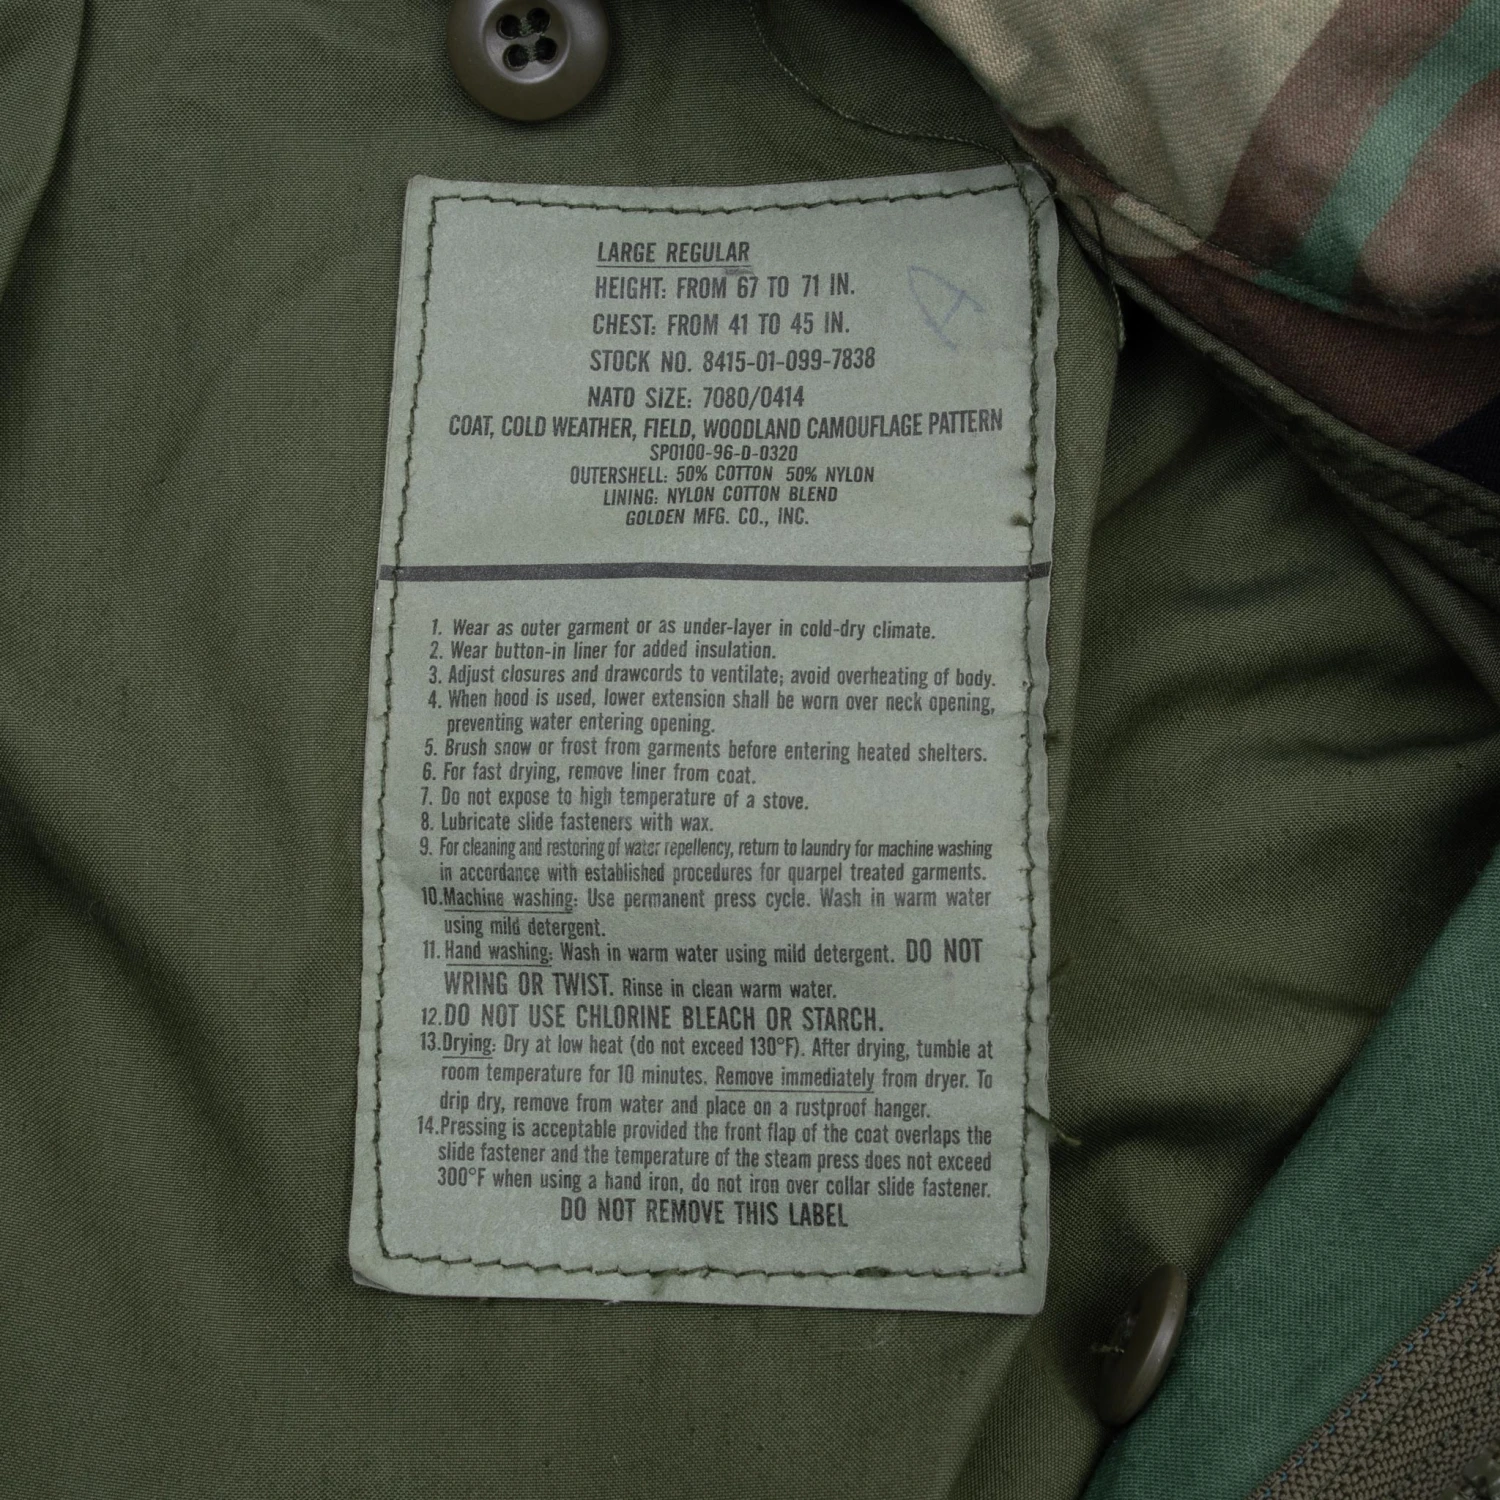 LARGE REGULAR
HEIGHT: FROM 67 TO 71 IN.
CHEST: FROM 41 TO 45 IN.
STOCK NO. 8415-01-099-7838
NATO SIZE: 7080/0414
COAT, COLD WEATHER, FIELD, WOODLAND CAMOUFLAGE PATTERN
SPO100-96-D-0320
OUTERSHELL: 50% COTTON 50% NYLON
LINING: NYLON COTTON BLEND
GOLDEN MFG. CO., INC.
1. Wear as outer garment or as under-layer in cold-dry climate.
2. Wear button-in liner for added insulation.
3. Adjust closures and drawcords to ventilate; avoid overheating of body.
4. When hood is used, lower extension shall be worn over neck opening,
preventing water entering opening.
5. Brush snow or frost from garments before entering heated shelters.
6. For fast drying, remove liner from coat.
7. Do not expose to high temperature of a stove.
8. Lubricate slide fasteners with wax.
9. For cleaning and restoring of water repellency, return to laundry for machine washing
in accordance with established procedures for quarpel treated garments.
10.Machine washing: Use permanent press cycle. Wash in warm water
using mild detergent.
11. Hand washing: Wash in warm water using mild detergent. DO NOT
WRING OR TWIST. Rinse in clean warm water.
12.DO NOT USE CHLORINE BLEACH OR STARCH.
13.Drying: Dry at low heat (do not exceed 130°F). After drying, tumble at
room temperature for 10 minutes. Remove immediately from dryer. To
drip dry, remove from water and place on a rustproof hanger.
14.Pressing is acceptable provided the front flap of the coat overlaps the
slide fastener and the temperature of the steam press does not exceed
300°F when using a hand iron, do not iron over collar slide fastener.
DO NOT REMOVE THIS LABEL